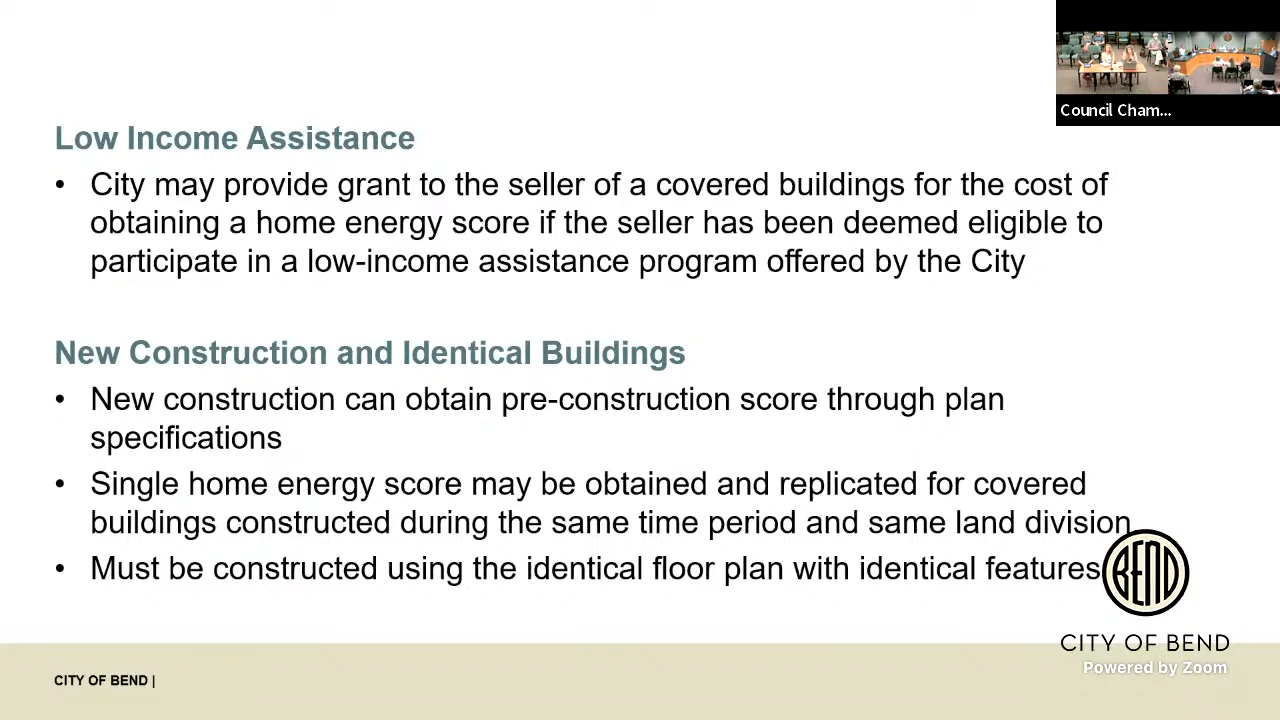 Council Cham...
Low Income Assistance
• City may provide grant to the seller of a covered buildings for the cost of
obtaining a home energy score if the seller has been deemed eligible to
participate in a low-income assistance program offered by the City
New Construction and Identical Buildings
• New construction can obtain pre-construction score through plan
specifications
• Single home energy score may be obtained and replicated for covered
buildings constructed during the same time period and same land division
• Must be constructed using the identical floor plan with identical features
BEND
CITY OF BEND
Powered by Zoom
CITY OF BEND |